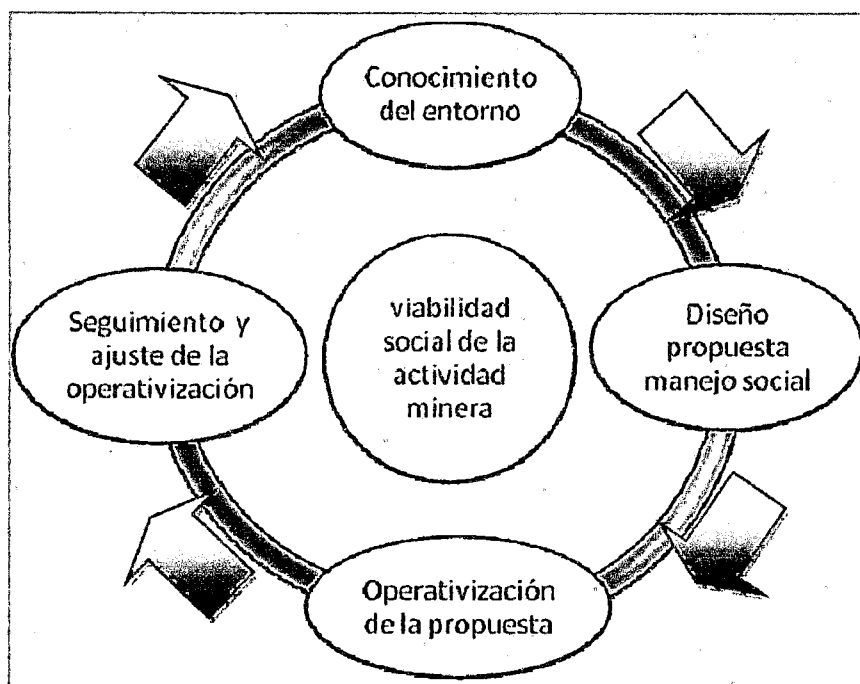 Conocimiento
del entorno
Seguimiento y
ajuste de la
operativización
viabilidad
social de la
actividad
minera
Diseño
propuesta
manejo social
Operativización
de la propuesta